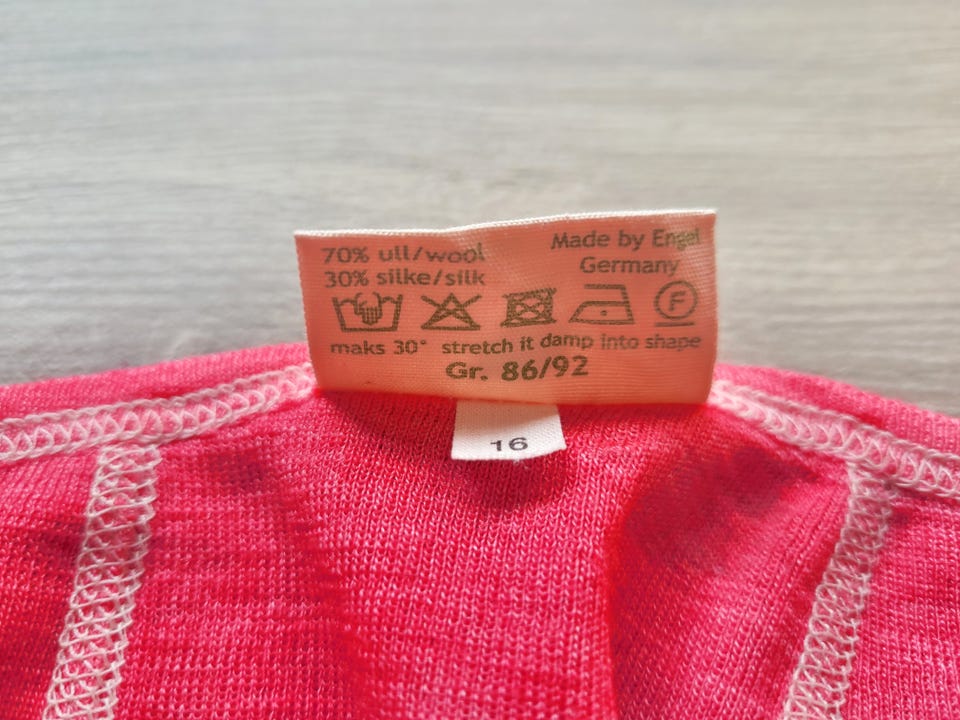 70% ull/wool
30% silke/silk
Made by Engel
Germany
F
maks 30° stretch it damp into shape
Gr. 86/92
16